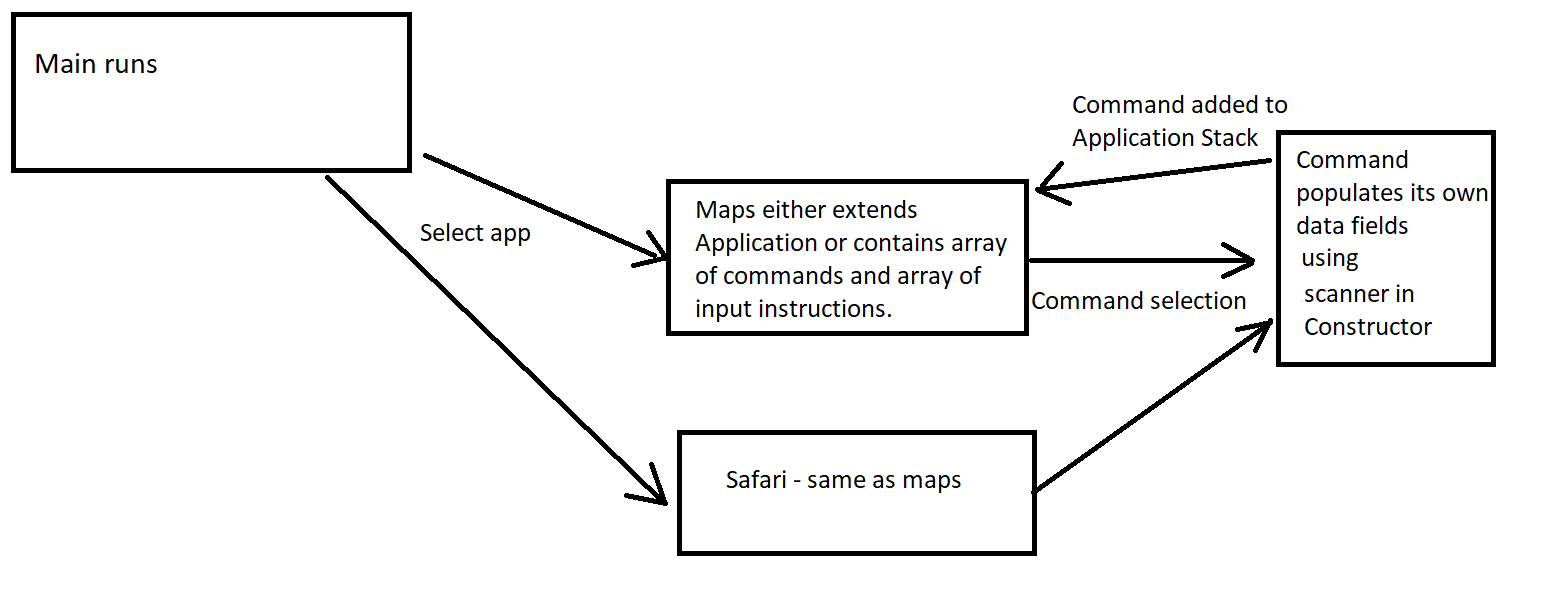 Main runs
Select app
Maps either extends
Application or contains array
of commands and array of
input instructions.
Command added to
Application Stack
Command selection
Command
populates its own
data fields
using
scanner in
Constructor
Safari - same as maps